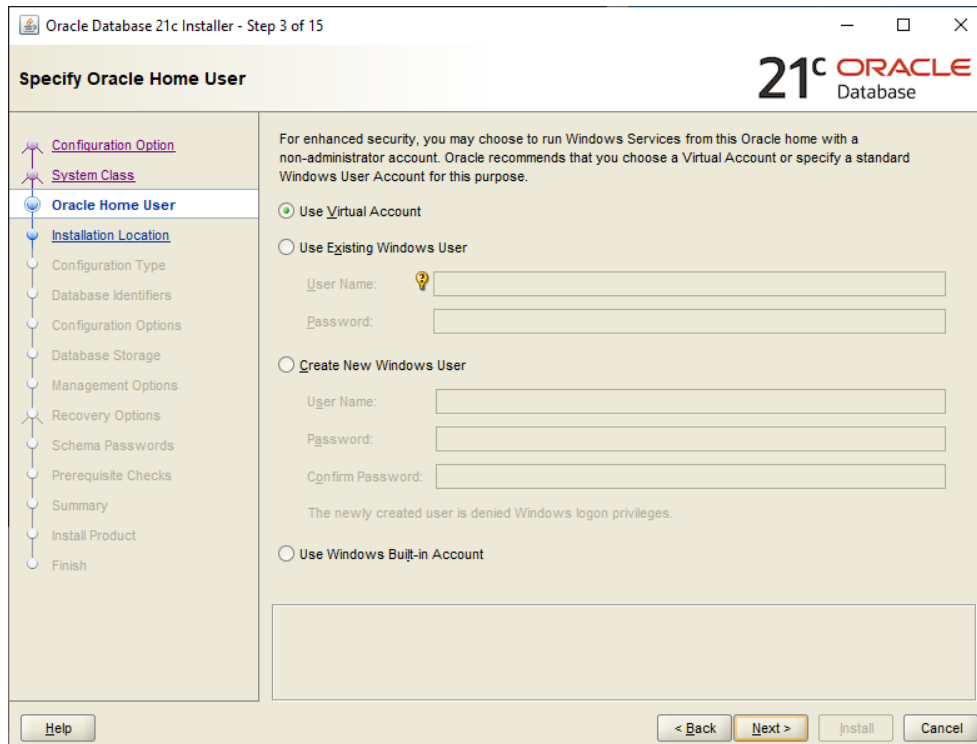 Oracle Database 21c Installer - Step 3 of 15
Specify Oracle Home User
21c ORACLE
Database
Configuration Option
System Class
Oracle Home User
Installation Location
Configuration Type
Database Identifiers
Configuration Options
Database Storage
Management Options
Recovery Options
Schema Passwords
Prerequisite Checks
Summary
Install Product
Finish
For enhanced security, you may choose to run Windows Services from this Oracle home with a
non-administrator account. Oracle recommends that you choose a Virtual Account or specify a standard
Windows User Account for this purpose.
Use Virtual Account
Use Existing Windows User
User Name:
Password:
Create New Windows User
User Name:
Password:
Confirm Password:
The newly created user is denied Windows logon privileges.
Use Windows Built-in Account
Help
< Back
Next >
Install
Cancel